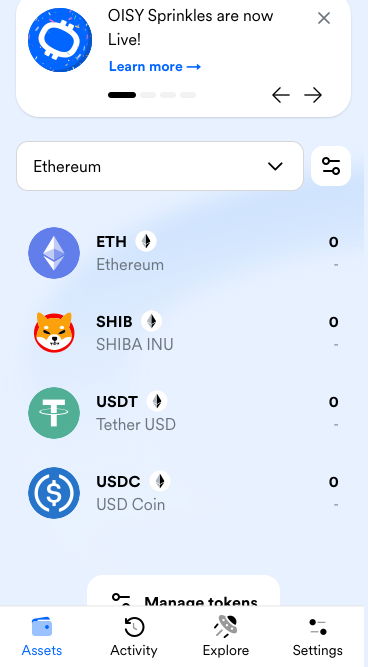 OISY Sprinkles are now
Live!
Learn more →
Ethereum
ETH 0
Ethereum -
SHIB 0
SHIBA INU -
USDT 0
Tether USD -
USDC 0
USD Coin -
Manage tokens
Assets Activity Explore Settings